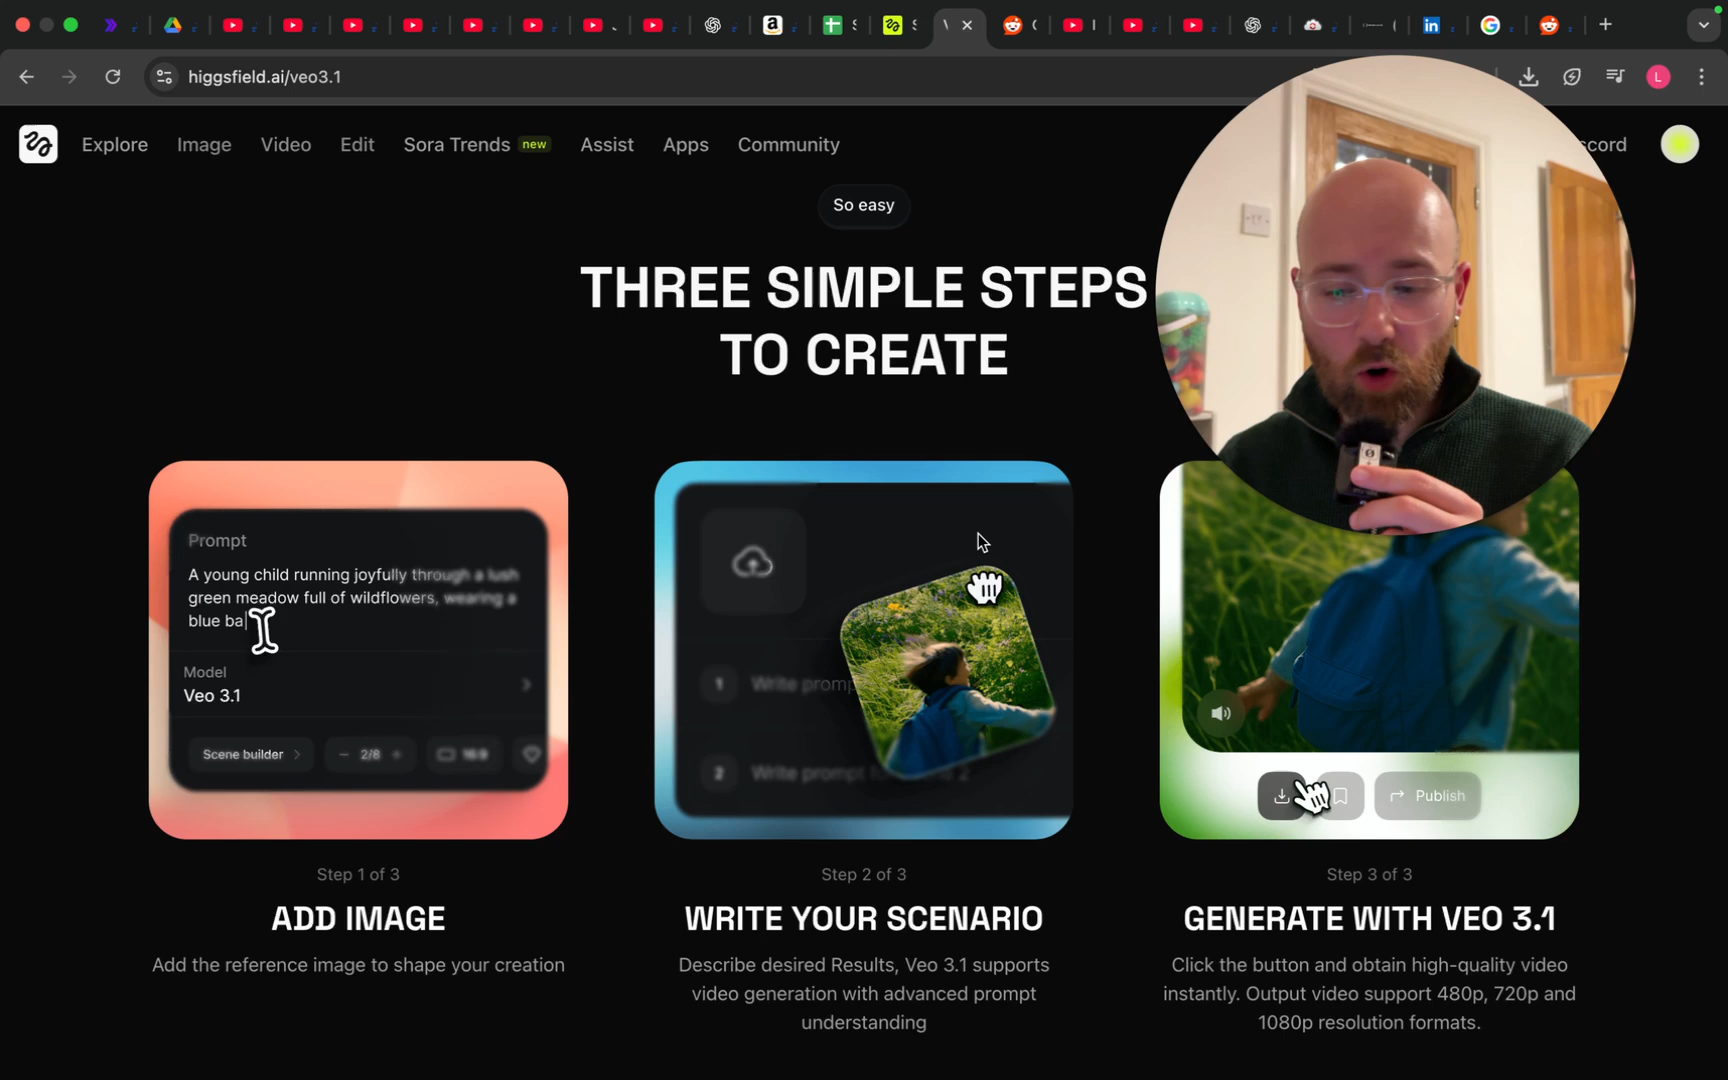 higgsfield.ai/veo3.1
L
Explore
Image
Video
Edit
Sora Trends
new
Assist
Apps
Community
scord
So easy
THREE SIMPLE STEPS
TO CREATE
Prompt
A young child running joyfully through a lush
green meadow full of wildflowers, wearing a
blue ba
Model
Veo 3.1
Scene builder
2/8
16:9
1
Write promp
2
Write prompt
2
Publish
Step 1 of 3
ADD IMAGE
Add the reference image to shape your creation
Step 2 of 3
WRITE YOUR SCENARIO
Describe desired Results, Veo 3.1 supports
video generation with advanced prompt
understanding
Step 3 of 3
GENERATE WITH VEO 3.1
Click the button and obtain high-quality video
instantly. Output video support 480p, 720p and
1080p resolution formats.